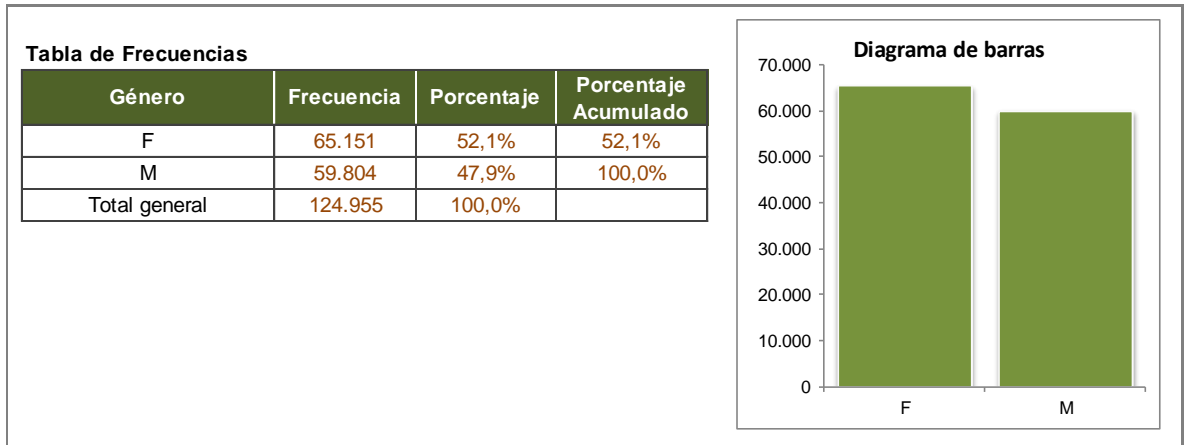 Tabla de Frecuencias
Género Frecuencia Porcentaje Porcentaje Acumulado
F 65.151 52,1% 52,1%
M 59.804 47,9% 100,0%
Total general 124.955 100,0%
Diagrama de barras
70.000
60.000
50.000
40.000
30.000
20.000
10.000
0
F M